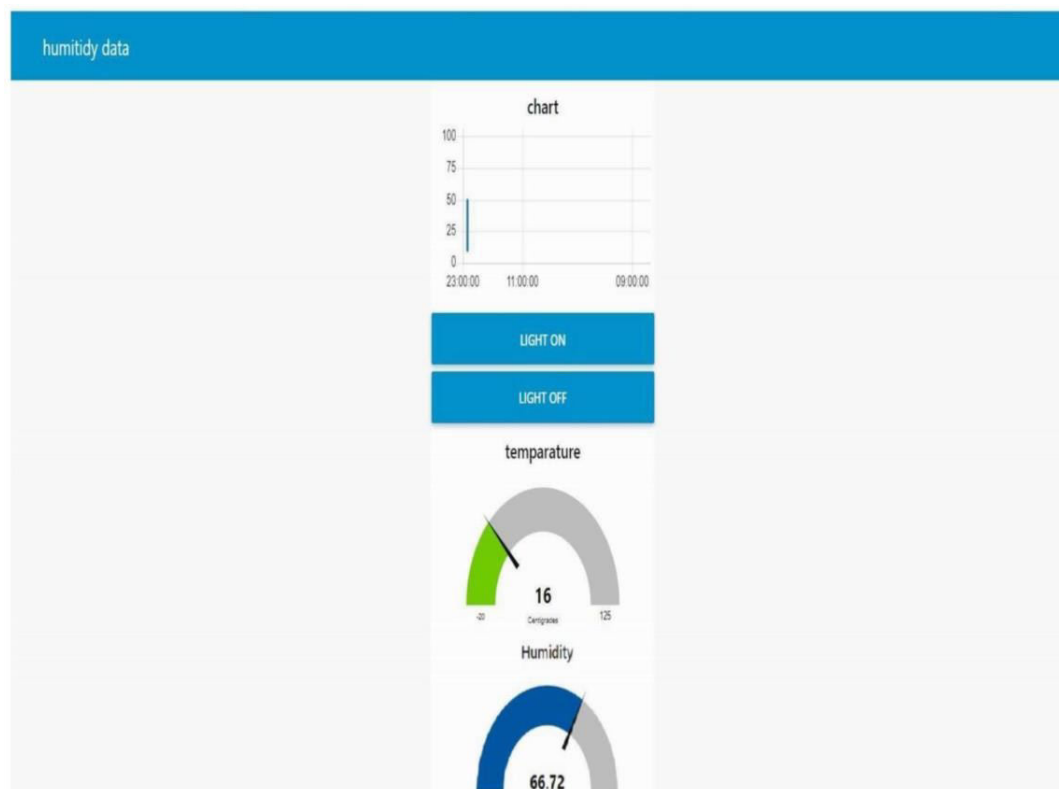 humitidy data
chart
100
75
50
25
0
23:00:00 11:00:00 09:00:00
LIGHT ON
LIGHT OFF
temparature
16
-20 Centigrades 125
Humidity
66.72